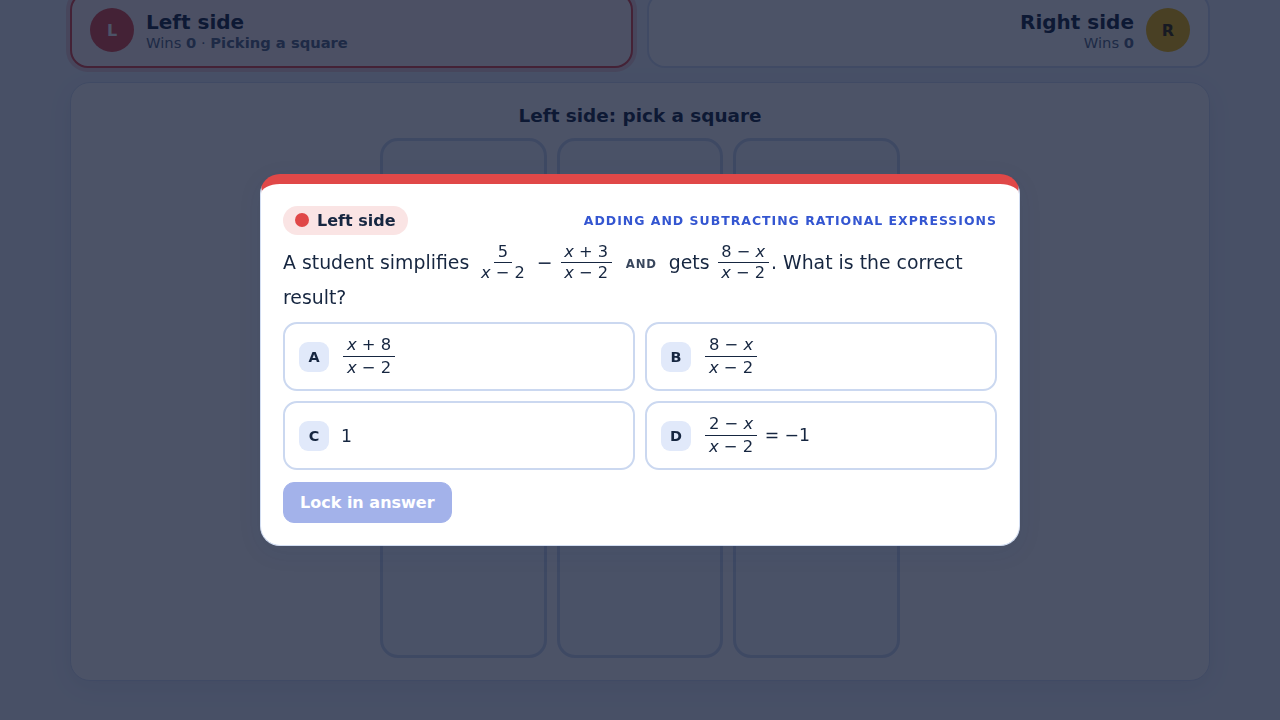 L
Left side
Wins 0 · Picking a square
Right side
Wins 0
R
Left side: pick a square
Left side
ADDING AND SUBTRACTING RATIONAL EXPRESSIONS
A student simplifies 5/(x − 2) − (x + 3)/(x − 2) AND gets (8 − x)/(x − 2). What is the correct
result?
A (x + 8)/(x − 2)
B (8 − x)/(x − 2)
C 1
D (2 − x)/(x − 2) = −1
Lock in answer